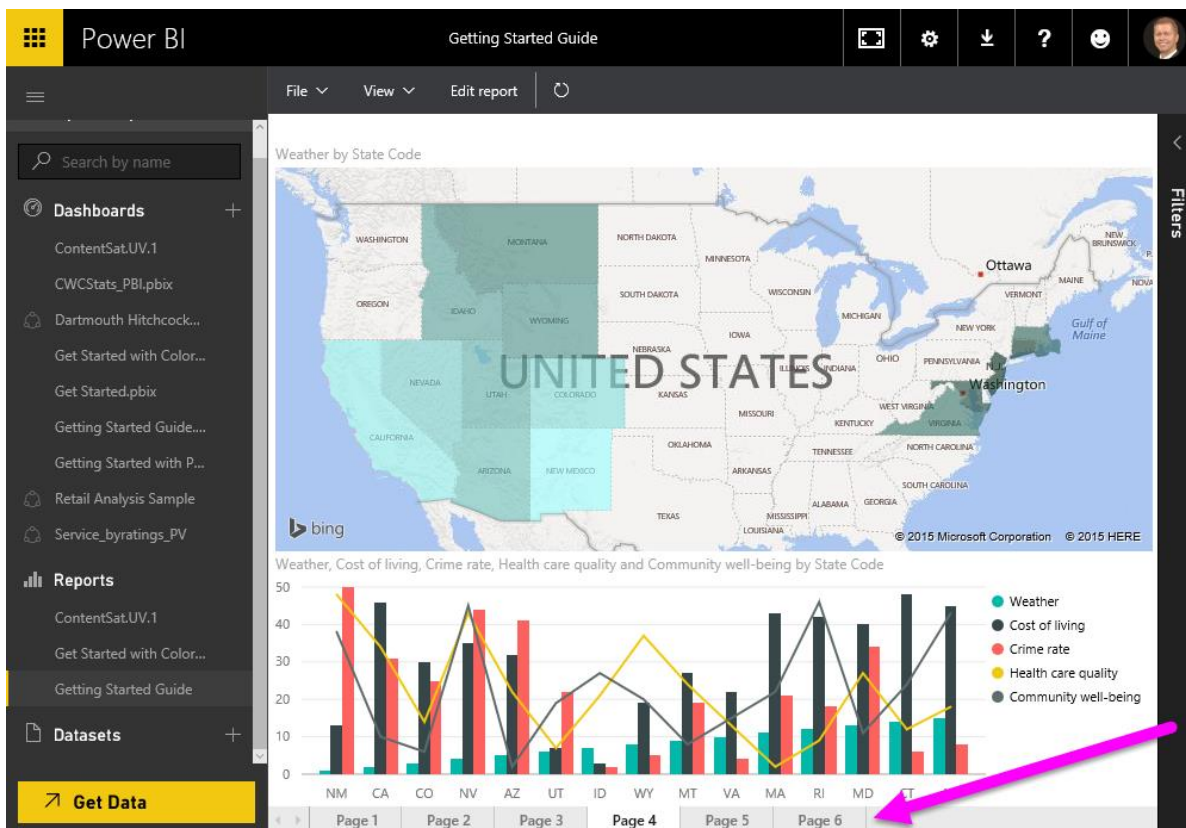 Power BI
Getting Started Guide
?
File
View
Edit report
Search by name
Dashboards
ContentSat.UV.1
CWCStats_PBI.pbix
Dartmouth Hitchcock...
Get Started with Color...
Get Started.pbix
Getting Started Guide....
Getting Started with P...
Retail Analysis Sample
Service_byratings_PV
Reports
ContentSat.UV.1
Get Started with Color...
Getting Started Guide
Datasets
Get Data
Weather by State Code
WASHINGTON
MONTANA
NORTH DAKOTA
MINNESOTA
Ottawa
NEW BRUNSWICK
MAINE
NOVA
OREGON
IDAHO
WYOMING
SOUTH DAKOTA
WISCONSIN
MICHIGAN
VERMONT
NEW YORK
Gulf of
Maine
NEBRASKA
IOWA
UNITED STATES
ILLINOIS
INDIANA
OHIO
PENNSYLVANIA
N.J.
Washington
NEVADA
UTAH
COLORADO
KANSAS
MISSOURI
WEST VIRGINIA
KENTUCKY
VIRGINIA
CALIFORNIA
ARIZONA
NEW MEXICO
OKLAHOMA
TENNESSEE
NORTH CAROLINA
ARKANSAS
SOUTH CAROLINA
TEXAS
MISSISSIPPI
ALABAMA
GEORGIA
LOUISIANA
bing
© 2015 Microsoft Corporation © 2015 HERE
Filters
Weather, Cost of living, Crime rate, Health care quality and Community well-being by State Code
50
40
30
20
10
0
NM CA CO NV AZ UT ID WY MT VA MA RI MD CT
Weather
Cost of living
Crime rate
Health care quality
Community well-being
Page 1 Page 2 Page 3 Page 4 Page 5 Page 6